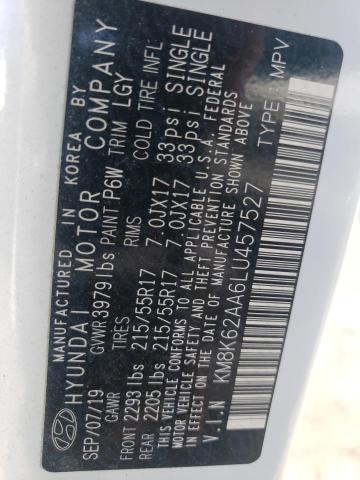 MANUFACTURED IN KOREA BY
HYUNDAI MOTOR COMPANY
SEP/07/19 GVWR 3979 lbs PAINT P6W TRIM LGY
GAWR TIRES RIMS COLD TIRE INFL
FRONT 2293 lbs 215/55R17 7.0JX17 33psi SINGLE
REAR 2205 lbs 215/55R17 7.0JX17 33psi SINGLE
THIS VEHICLE CONFORMS TO ALL APPLICABLE U.S.A. FEDERAL
MOTOR VEHICLE SAFETY, BUMPER, AND THEFT PREVENTION STANDARDS
IN EFFECT ON THE DATE OF MANUFACTURE SHOWN ABOVE
V.I.N KM8K62AA6LU457527 TYPE MPV